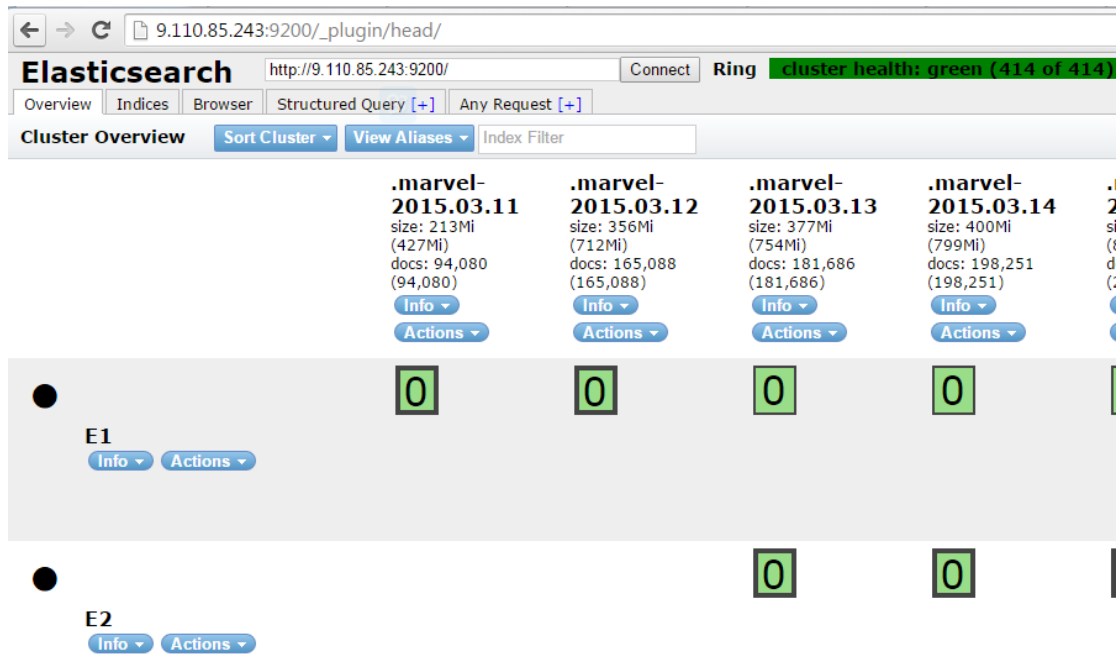 9.110.85.243:9200/_plugin/head/
Elasticsearch http://9.110.85.243:9200/ Connect Ring cluster health: green (414 of 414)
Overview Indices Browser Structured Query [+] Any Request [+]
Cluster Overview Sort Cluster View Aliases Index Filter
.marvel- .marvel- .marvel- .marvel-
2015.03.11 2015.03.12 2015.03.13 2015.03.14
size: 213Mi size: 356Mi size: 377Mi size: 400Mi
(427Mi) (712Mi) (754Mi) (799Mi)
docs: 94,080 docs: 165,088 docs: 181,686 docs: 198,251
(94,080) (165,088) (181,686) (198,251)
Info Info Info Info
Actions Actions Actions Actions
0 0 0 0
E1
Info Actions
0 0
E2
Info Actions